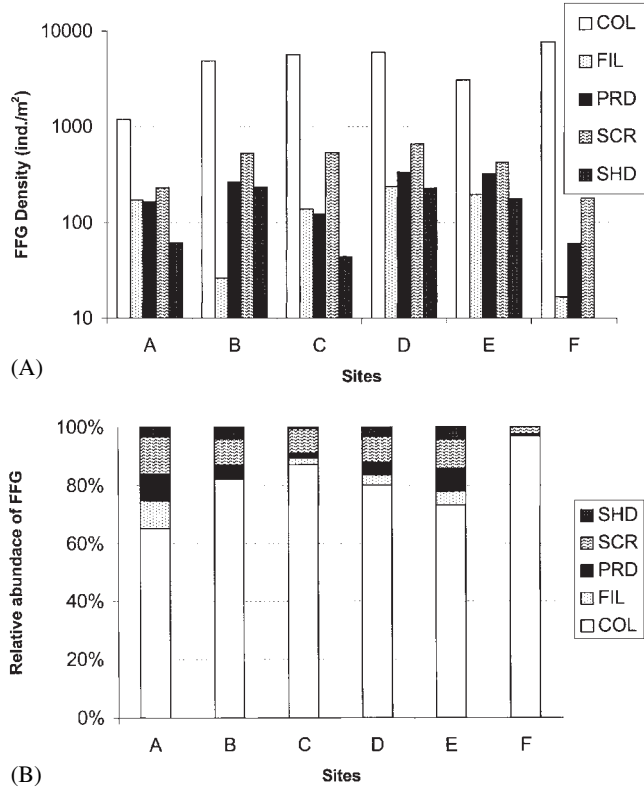 10000
1000
100
10
FFG Density (ind./m²)
A B C D E F
Sites
COL
FIL
PRD
SCR
SHD
(A)
100%
80%
60%
40%
20%
0%
Relative abundace of FFG
A B C D E F
Sites
SHD
SCR
PRD
FIL
COL
(B)